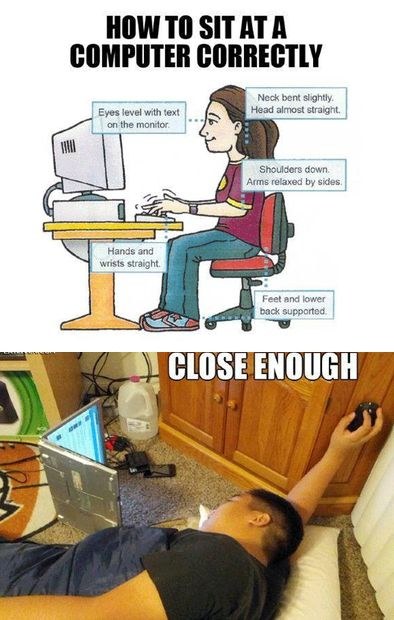 HOW TO SIT AT A
COMPUTER CORRECTLY
Neck bent slightly.
Head almost straight.
Eyes level with text
on the monitor.
Shoulders down.
Arms relaxed by sides.
Hands and
wrists straight.
Feet and lower
back supported.
CLOSE ENOUGH